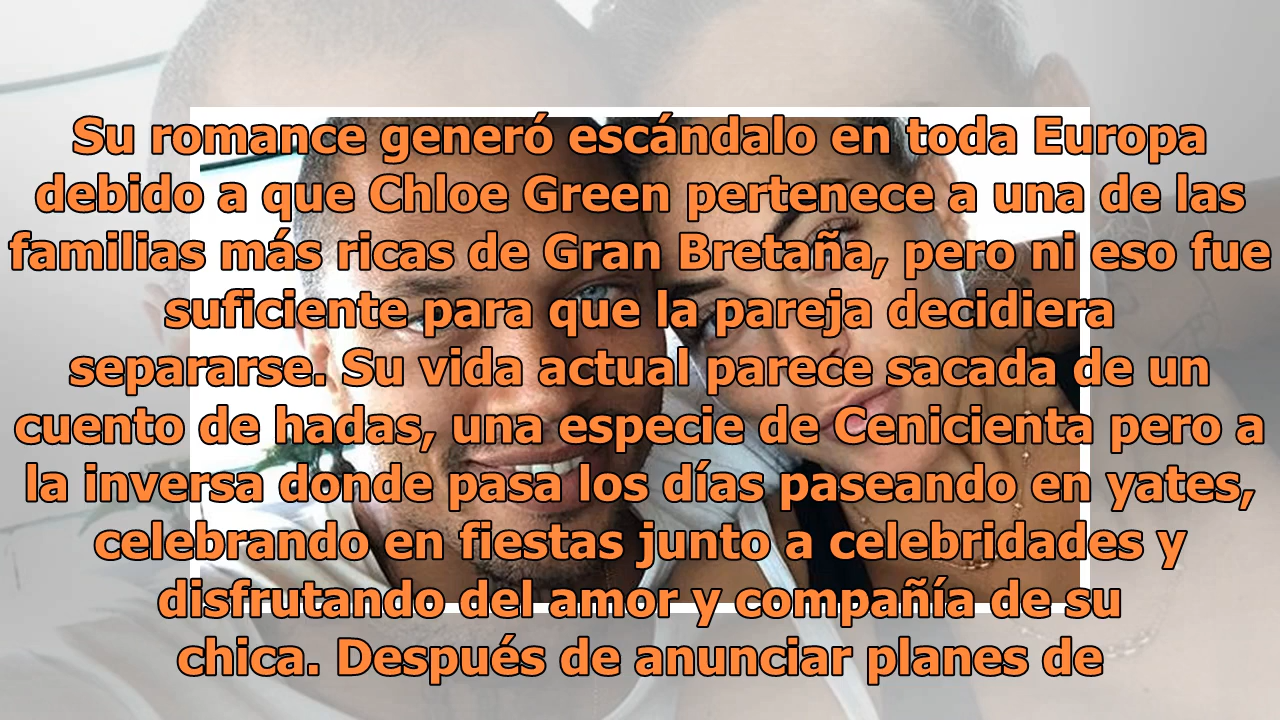 Su romance generó escándalo en toda Europa
debido a que Chloe Green pertenece a una de las
familias más ricas de Gran Bretaña, pero ni eso fue
suficiente para que la pareja decidiera
separarse. Su vida actual parece sacada de un
cuento de hadas, una especie de Cenicienta pero a
la inversa donde pasa los días paseando en yates,
celebrando en fiestas junto a celebridades y
disfrutando del amor y compañía de su
chica. Después de anunciar planes de